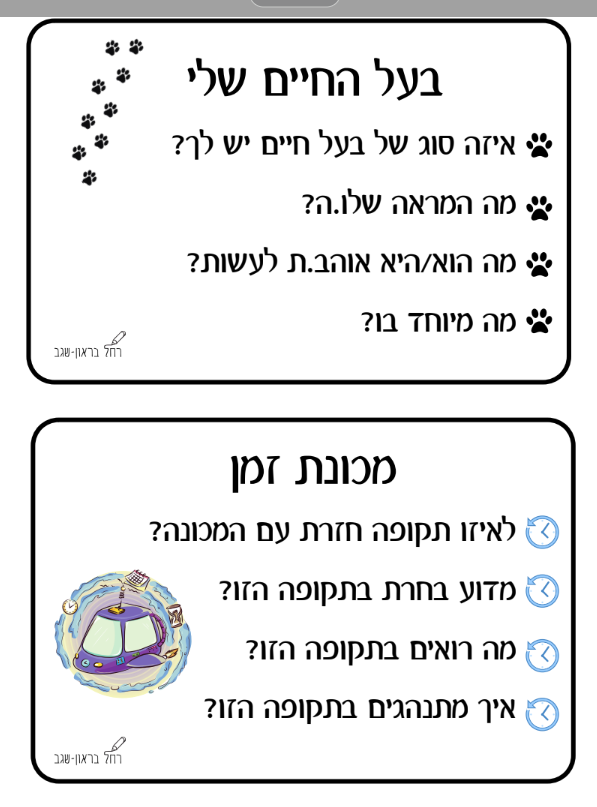 בעל החיים שלי
איזה סוג של בעל חיים יש לך?
מה המראה שלו.ה?
מה הוא/היא אוהב.ת לעשות?
מה מיוחד בו?
רחל בראון-שגב
מכונת זמן
לאיזו תקופה חזרת עם המכונה?
מדוע בחרת בתקופה הזו?
מה רואים בתקופה הזו?
איך מתנהגים בתקופה הזו?
רחל בראון-שגב